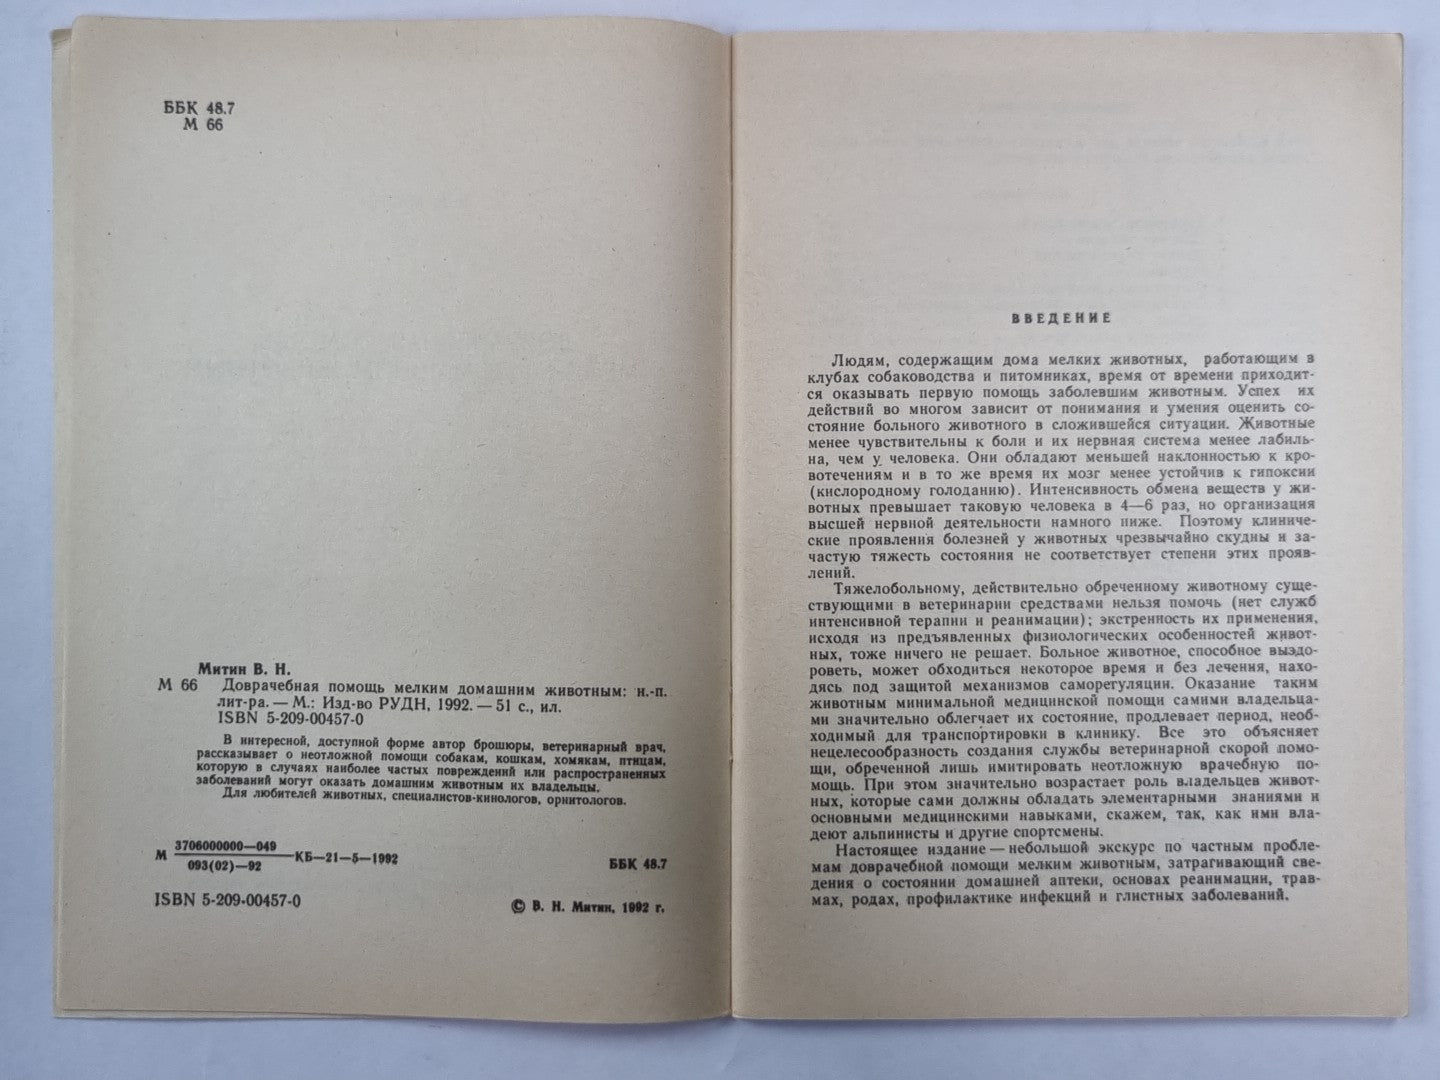 ББК 48.7
М 66
Митин В. Н.
М 66 Доврачебная помощь мелким домашним животным: н.-п.
лит-ра. — М.: Изд-во РУДН, 1992. — 51 с., ил.
ISBN 5-209-00457-0
В интересной, доступной форме автор брошюры, ветеринарный врач,
рассказывает о неотложной помощи собакам, кошкам, хомякам, птицам,
которую в случаях наиболее частых повреждений или распространенных
заболеваний могут оказать домашним животным их владельцы.
Для любителей животных, специалистов-кинологов, орнитологов.
М 3706000000—049
093(02)—92
КБ—21—5—1992
ББК 48.7
ISBN 5-209-00457-0
© В. Н. Митин, 1992 г.
ВВЕДЕНИЕ
Людям, содержащим дома мелких животных, работающим в
клубах собаководства и питомниках, время от времени приходит-
ся оказывать первую помощь заболевшим животным. Успех их
действий во многом зависит от понимания и умения оценить со-
стояние больного животного в сложившейся ситуации. Животные
менее чувствительны к боли и их нервная система менее лабиль-
на, чем у человека. Они обладают меньшей наклонностью к кро-
вотечениям и в то же время их мозг менее устойчив к гипоксии
(кислородному голоданию). Интенсивность обмена веществ у жи-
вотных превышает таковую человека в 4—6 раз, но организация
высшей нервной деятельности намного ниже. Поэтому клиниче-
ские проявления болезней у животных чрезвычайно скудны и за-
частую тяжесть состояния не соответствует степени этих прояв-
лений.
Тяжелобольному, действительно обреченному животному суще-
ствующими в ветеринарии средствами нельзя помочь (нет служб
интенсивной терапии и реанимации); экстренность их применения,
исходя из предъявленных физиологических особенностей живот-
ных, тоже ничего не решает. Больное животное, способное выздо-
роветь, может обходиться некоторое время и без лечения, нахо-
дясь под защитой механизмов саморегуляции. Оказание таким
животным минимальной медицинской помощи самими владельца-
ми значительно облегчает их состояние, продлевает период, необ-
ходимый для транспортировки в клинику. Все это объясняет
нецелесообразность создания службы ветеринарной скорой помо-
щи, обреченной лишь имитировать неотложную врачебную по-
мощь. При этом значительно возрастает роль владельцев живот-
ных, которые сами должны обладать элементарными знаниями и
основными медицинскими навыками, скажем, так, как ими вла-
деют альпинисты и другие спортсмены.
Настоящее издание — небольшой экскурс по частным пробле-
мам доврачебной помощи мелким животным, затрагивающий све-
дения о состоянии домашней аптеки, основах реанимации, трав-
мах, родах, профилактике инфекций и глистных заболеваний.